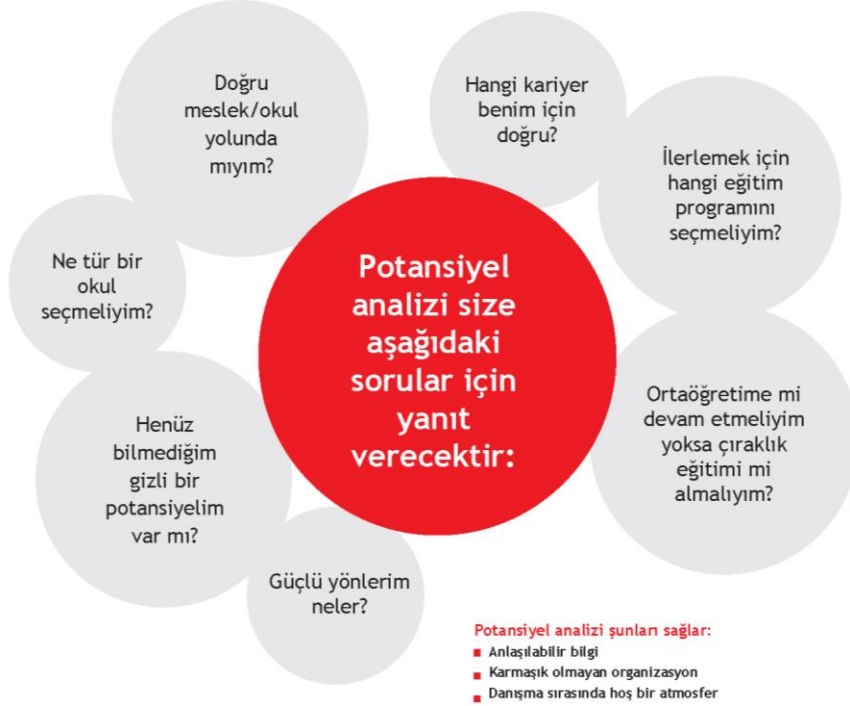 Doğru
meslek/okul
yolunda
mıyım?
Hangi kariyer
benim için
doğru?
İlerlemek için
hangi eğitim
programını
seçmeliyim?
Ne tür bir
okul
seçmeliyim?
Potansiyel
analizi size
aşağıdaki
sorular için
yanıt
verecektir:
Henüz
bilmediğim
gizli bir
potansiyelim
var mı?
Ortaöğretime mi
devam etmeliyim
yoksa çıraklık
eğitimi mi
almalıyım?
Güçlü yönlerim
neler?
Potansiyel analizi şunları sağlar:
Anlaşılabilir bilgi
Karmaşık olmayan organizasyon
Danışma sırasında hoş bir atmosfer